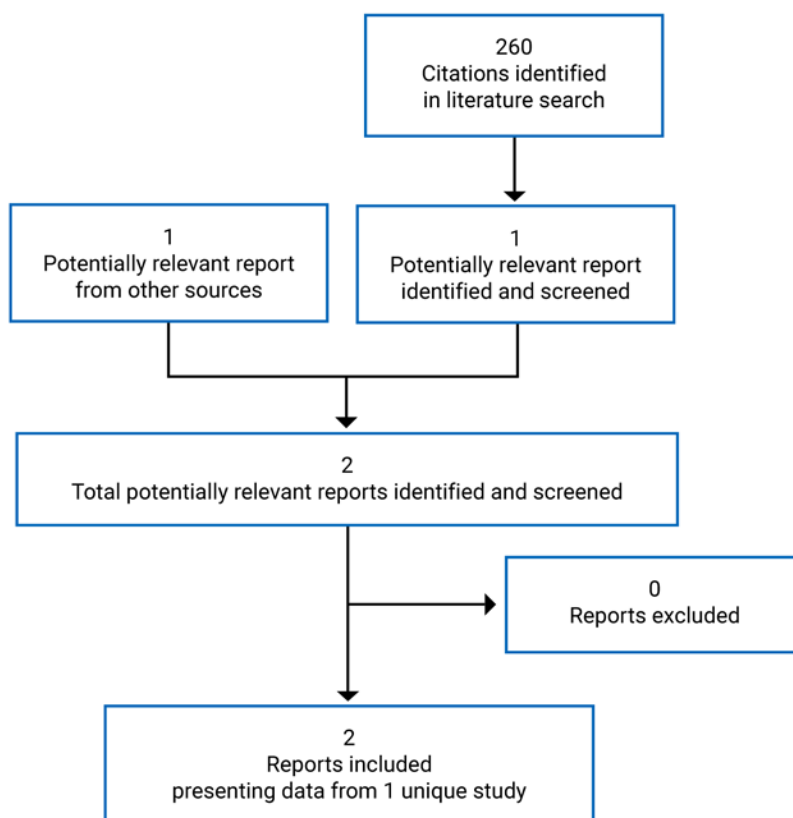 260
Citations identified
in literature search
1
Potentially relevant report
from other sources
1
Potentially relevant report
identified and screened
2
Total potentially relevant reports identified and screened
0
Reports excluded
2
Reports included
presenting data from 1 unique study